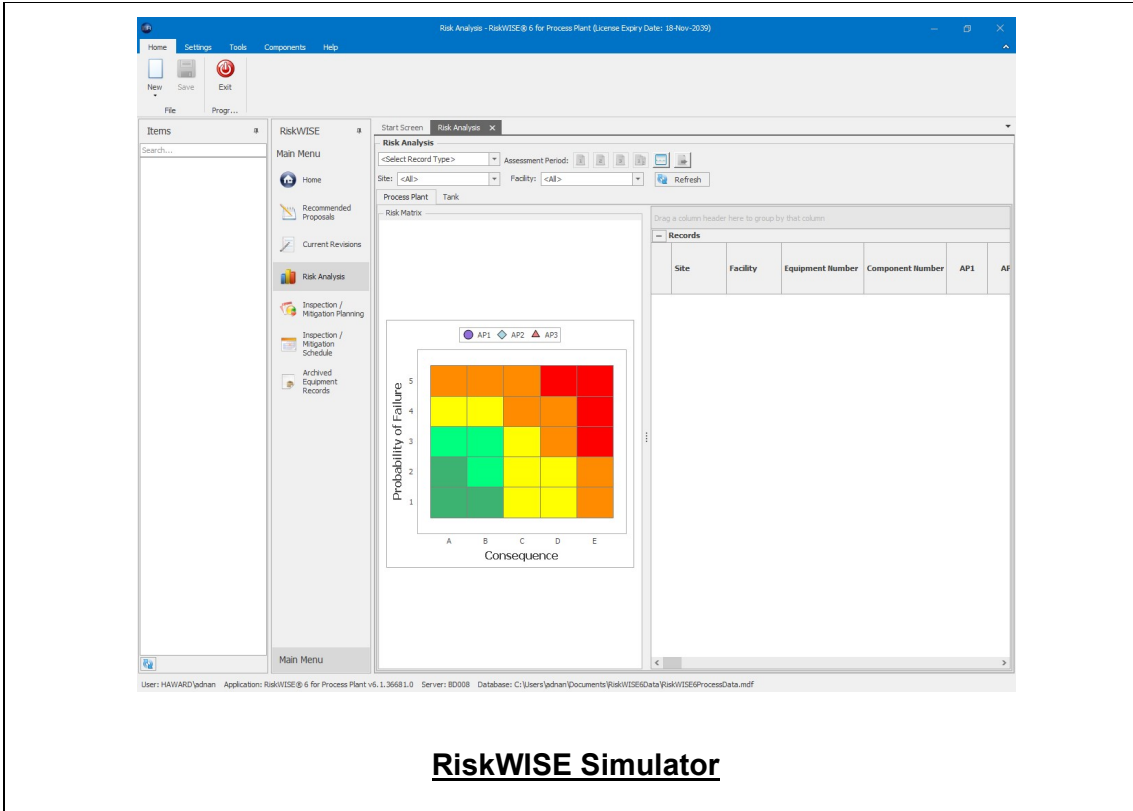 Risk Analysis - RiskWISE® 6 for Process Plant (License Expiry Date: 18-Nov-2039)
Home Settings Tools Components Help
New Save Exit
File Progr...
Items
Search...
RiskWISE
Main Menu
Home
Recommended
Proposals
Current Revisions
Risk Analysis
Inspection /
Mitigation Planning
Inspection /
Mitigation
Schedule
Archived
Equipment
Records
Main Menu
Start Screen Risk Analysis
Risk Analysis
<Select Record Type> Assessment Period:
Site: <All> Facility: <All> Refresh
Process Plant Tank
Risk Matrix
AP1 AP2 AP3
Probability of Failure
5
4
3
2
1
A B C D E
Consequence
Drag a column header here to group by that column
Records
Site Facility Equipment Number Component Number AP1 AP
User: HAWARD\adnan Application: RiskWISE® 6 for Process Plant v6.1.36681.0 Server: BD008 Database: C:\Users\adnan\Documents\RiskWISE6Data\RiskWISE6ProcessData.mdf
RiskWISE Simulator